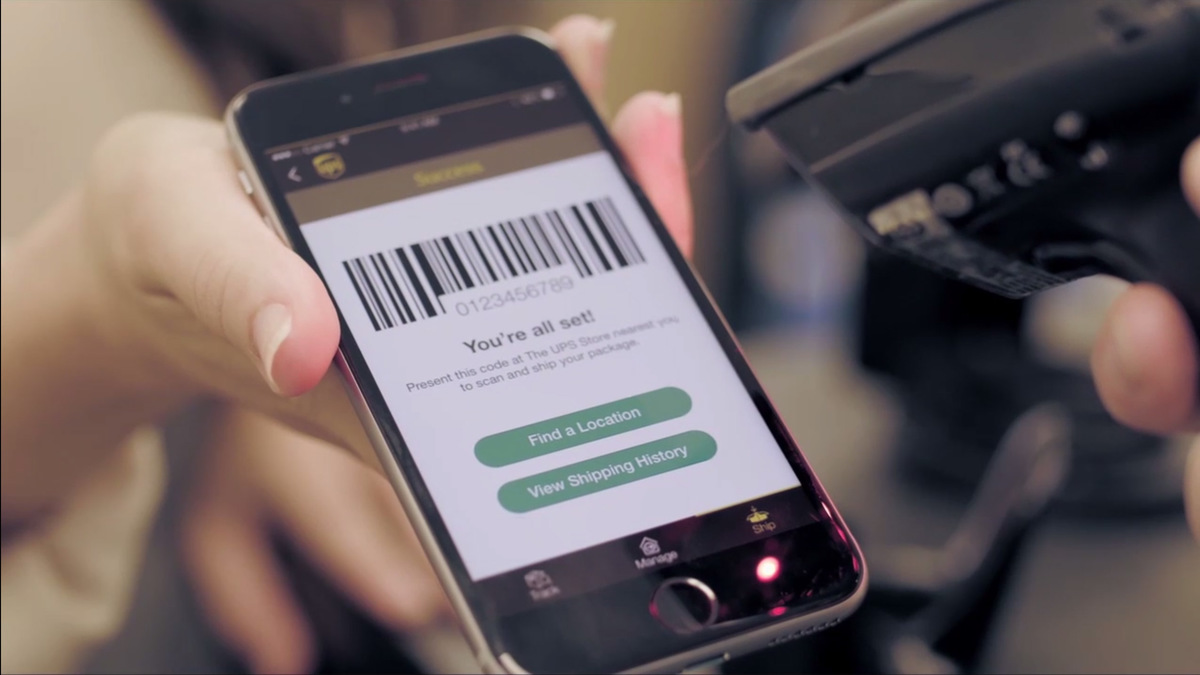 ups
Success
0123456789
You're all set!
Present this code at The UPS Store nearest you
to scan and ship your package.
Find a Location
View Shipping History
Track
Manage
Ship